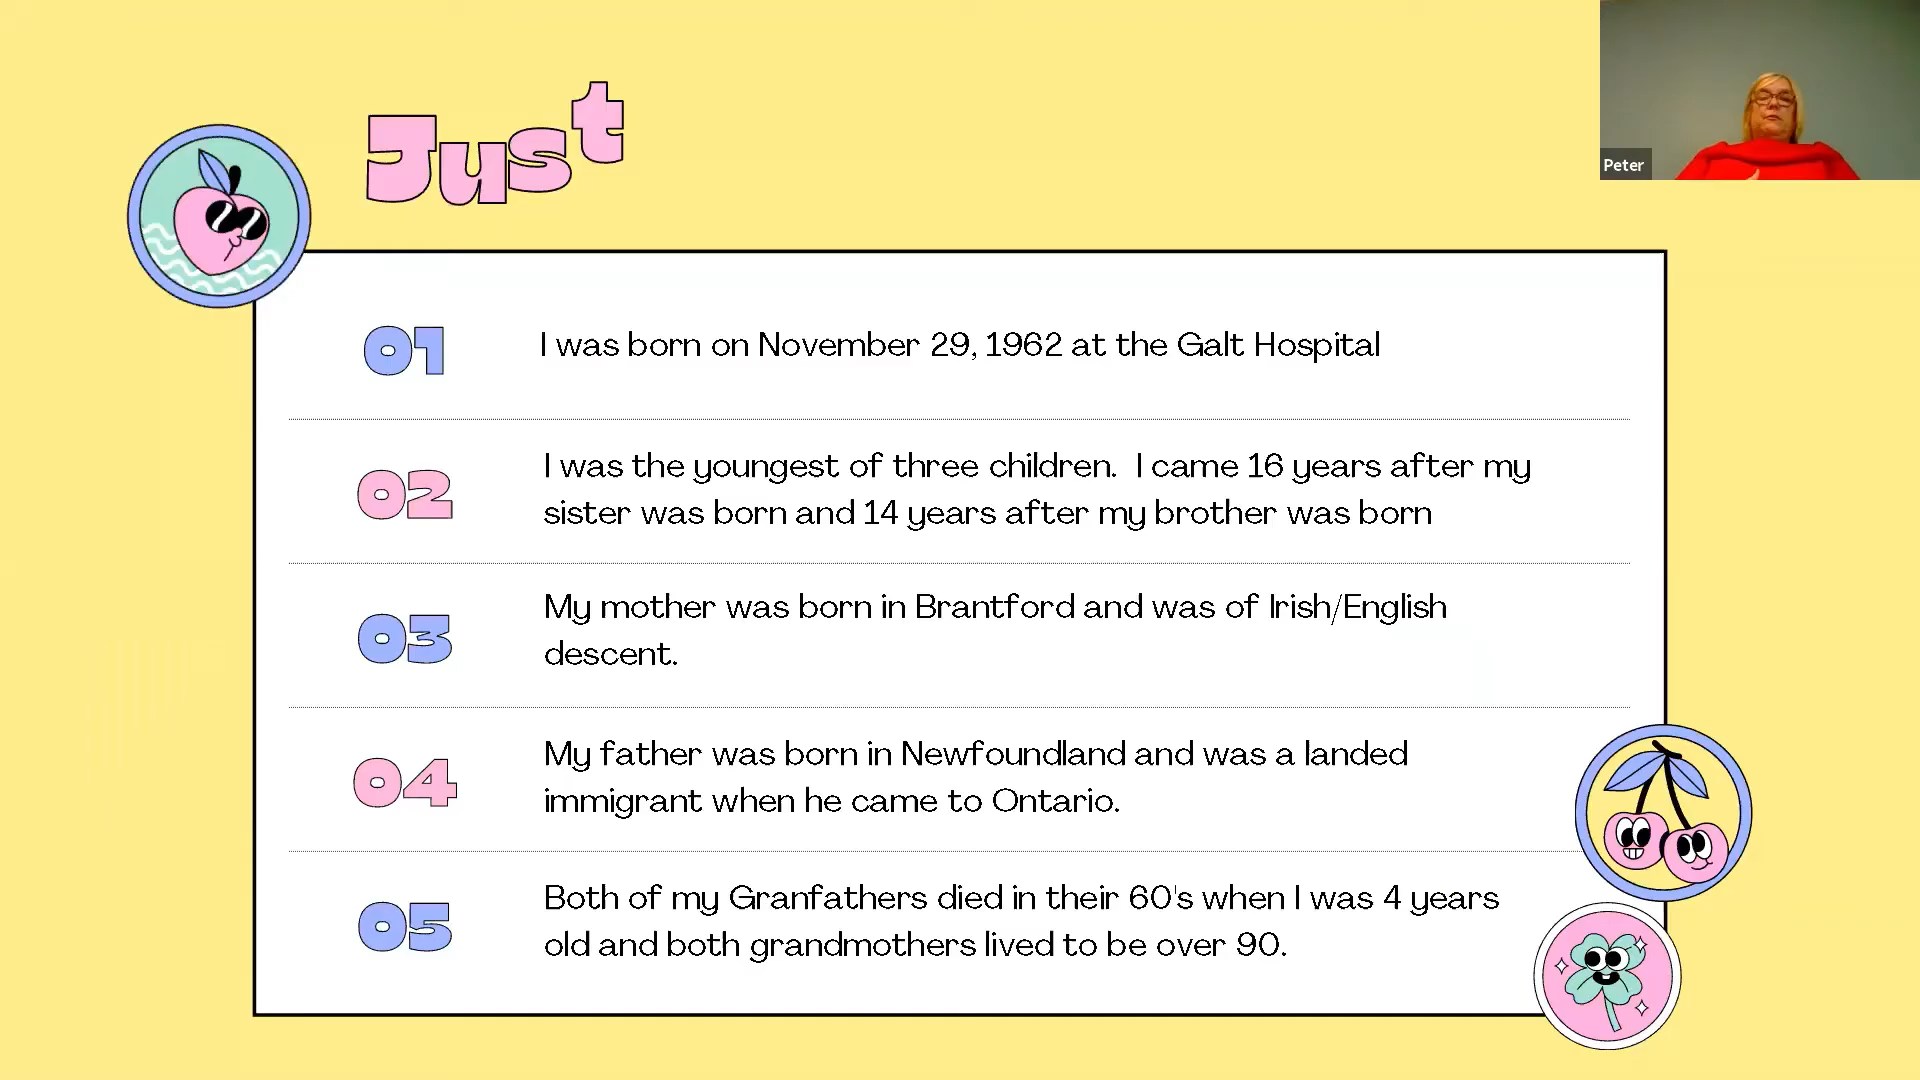 Just
Peter
01
I was born on November 29, 1962 at the Galt Hospital
02
I was the youngest of three children.  I came 16 years after my
sister was born and 14 years after my brother was born
03
My mother was born in Brantford and was of Irish/English
descent.
04
My father was born in Newfoundland and was a landed
immigrant when he came to Ontario.
05
Both of my Granfathers died in their 60's when I was 4 years
old and both grandmothers lived to be over 90.